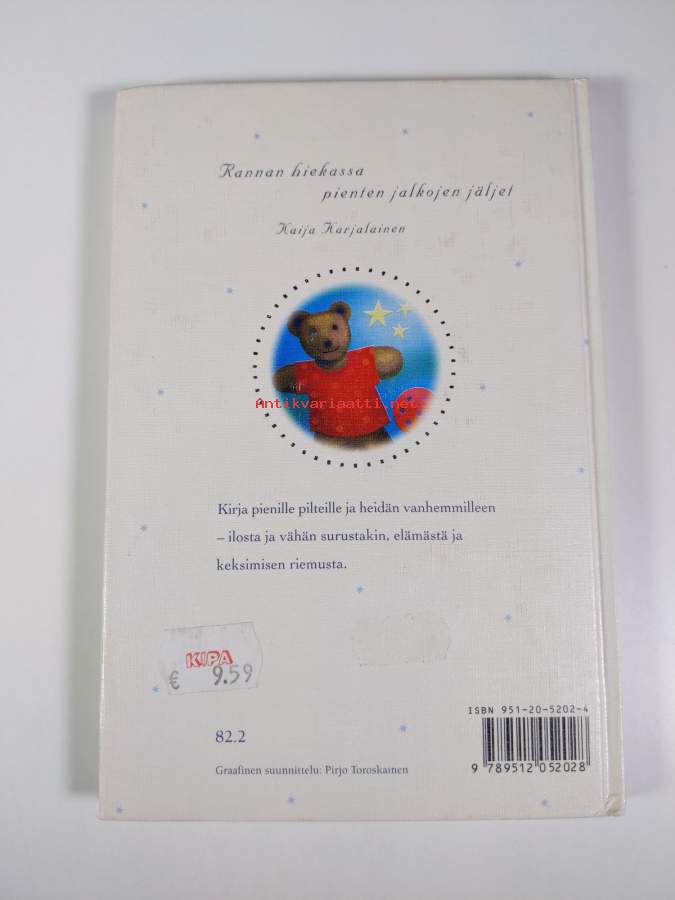 Rannan hiekassa
pienten jalkojen jäljet
Kaija Karjalainen
Antikvariaatti.net
Kirja pienille pilteille ja heidän vanhemmilleen
– ilosta ja vähän surustakin, elämästä ja
keksimisen riemusta.
KIPA
€ 9.59
ISBN 951-20-5202-4
82.2
9 789512 052028
Graafinen suunnittelu: Pirjo Toroskainen